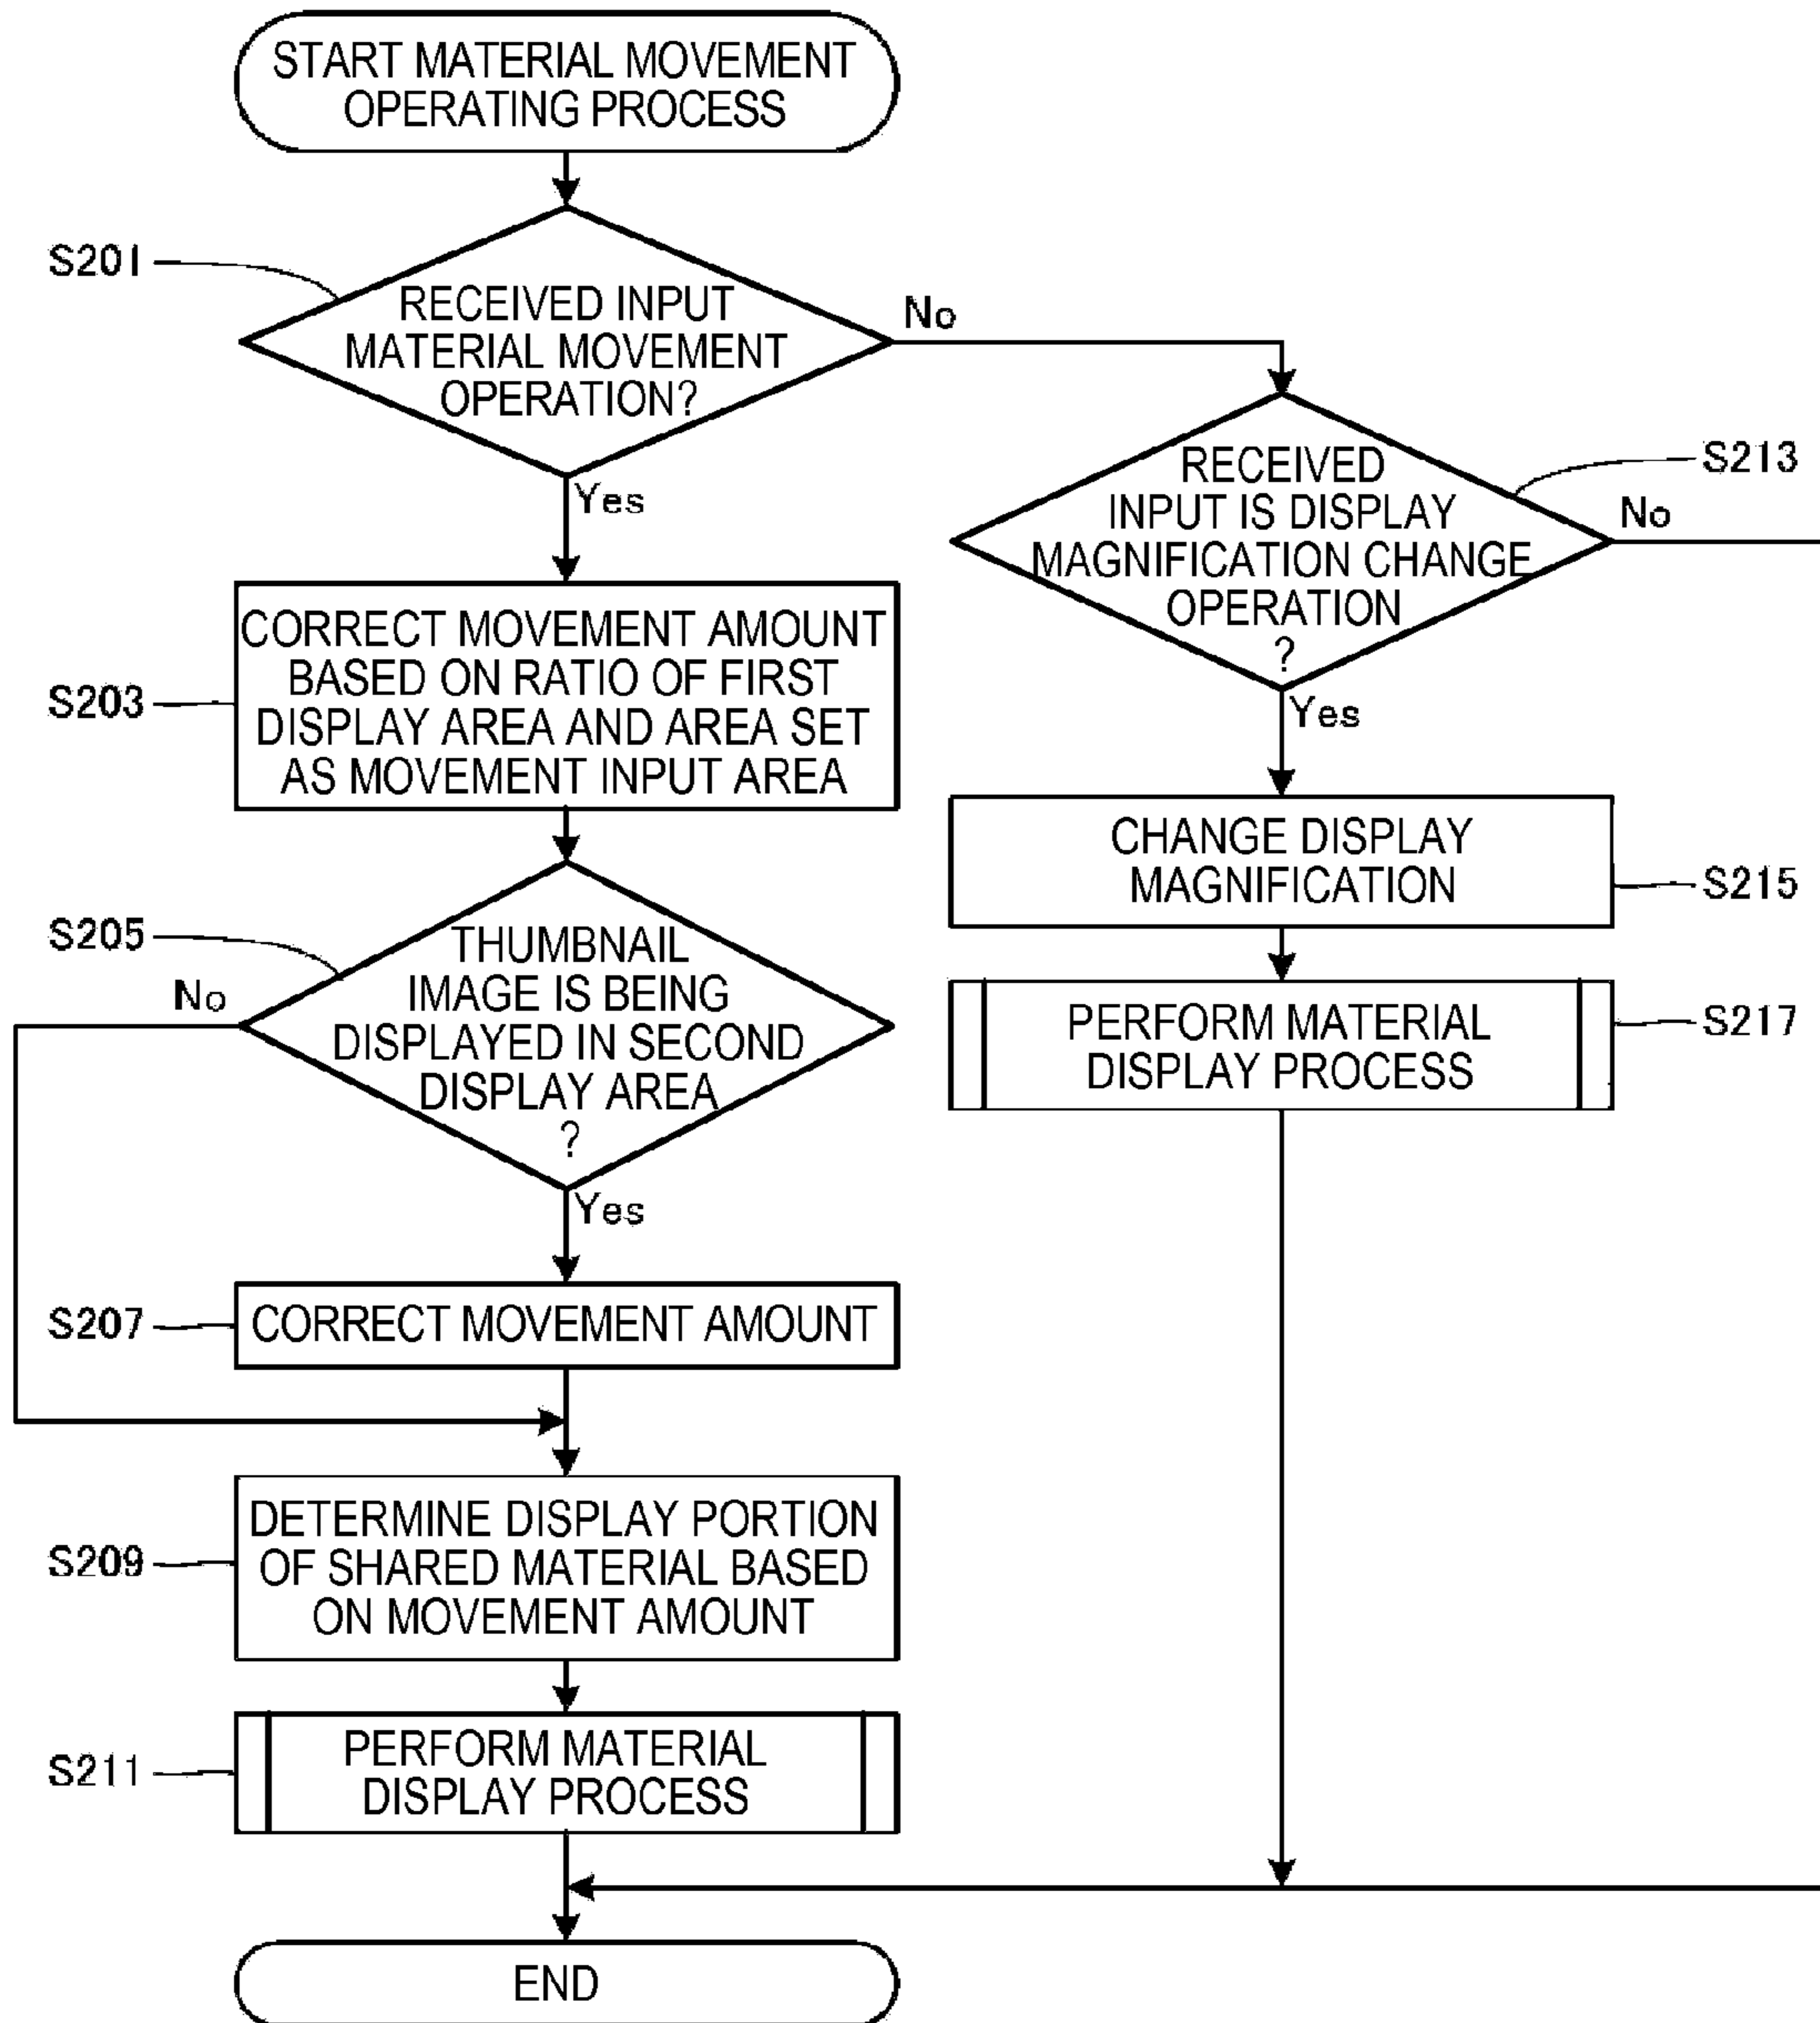 START MATERIAL MOVEMENT
OPERATING PROCESS
S201
RECEIVED INPUT
MATERIAL MOVEMENT
OPERATION?
No
Yes
S213
RECEIVED
INPUT IS DISPLAY
MAGNIFICATION CHANGE
OPERATION
?
No
Yes
S203
CORRECT MOVEMENT AMOUNT
BASED ON RATIO OF FIRST
DISPLAY AREA AND AREA SET
AS MOVEMENT INPUT AREA
CHANGE DISPLAY
MAGNIFICATION
S215
S205
THUMBNAIL
IMAGE IS BEING
DISPLAYED IN SECOND
DISPLAY AREA
?
No
Yes
PERFORM MATERIAL
DISPLAY PROCESS
S217
S207
CORRECT MOVEMENT AMOUNT
S209
DETERMINE DISPLAY PORTION
OF SHARED MATERIAL BASED
ON MOVEMENT AMOUNT
S211
PERFORM MATERIAL
DISPLAY PROCESS
END